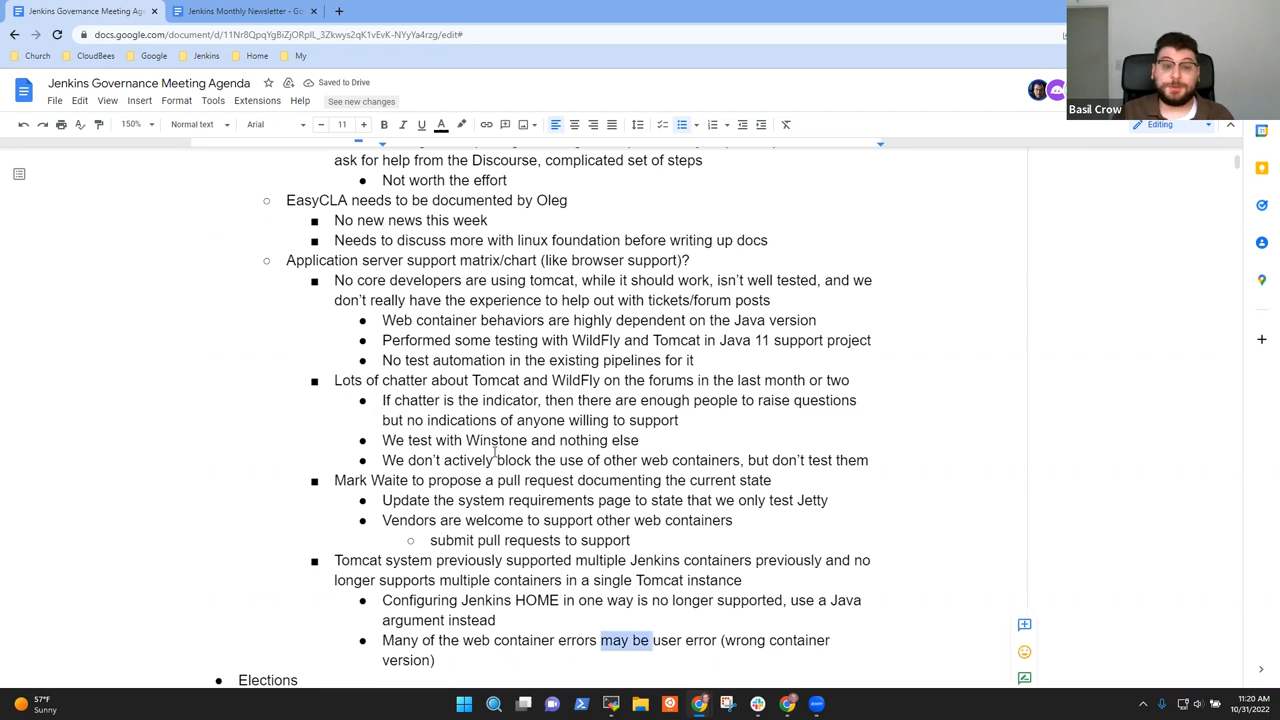 Jenkins Governance Meeting Agenda
Jenkins Monthly Newsletter - Go
docs.google.com/document/d/11Nr8QpqYgBiZjORpIL_3Zkwys2qK1vEvK-NYyYa4rzg/edit#
Church
CloudBees
Google
Jenkins
Home
My
Jenkins Governance Meeting Agenda
Saved to Drive
File Edit View Insert Format Tools Extensions Help
See new changes
150%
Normal text
Arial
11
Editing
Basil Crow
ask for help from the Discourse, complicated set of steps
Not worth the effort
EasyCLA needs to be documented by Oleg
No new news this week
Needs to discuss more with linux foundation before writing up docs
Application server support matrix/chart (like browser support)?
No core developers are using tomcat, while it should work, isn't well tested, and we
don't really have the experience to help out with tickets/forum posts
Web container behaviors are highly dependent on the Java version
Performed some testing with WildFly and Tomcat in Java 11 support project
No test automation in the existing pipelines for it
Lots of chatter about Tomcat and WildFly on the forums in the last month or two
If chatter is the indicator, then there are enough people to raise questions
but no indications of anyone willing to support
We test with Winstone and nothing else
We don't actively block the use of other web containers, but don't test them
Mark Waite to propose a pull request documenting the current state
Update the system requirements page to state that we only test Jetty
Vendors are welcome to support other web containers
submit pull requests to support
Tomcat system previously supported multiple Jenkins containers previously and no
longer supports multiple containers in a single Tomcat instance
Configuring Jenkins HOME in one way is no longer supported, use a Java
argument instead
Many of the web container errors may be user error (wrong container
version)
Elections
57°F
Sunny
11:20 AM
10/31/2022